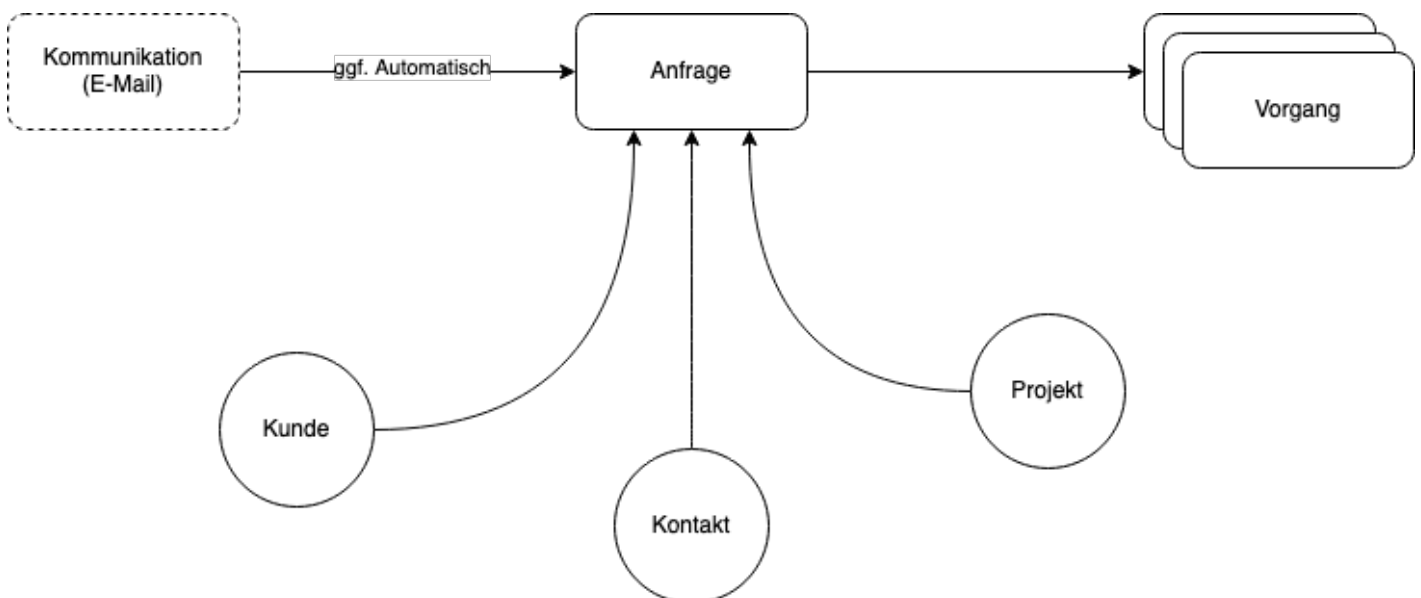 Kommunikation
(E-Mail)
ggf. Automatisch
Anfrage
Vorgang
Kunde
Kontakt
Projekt